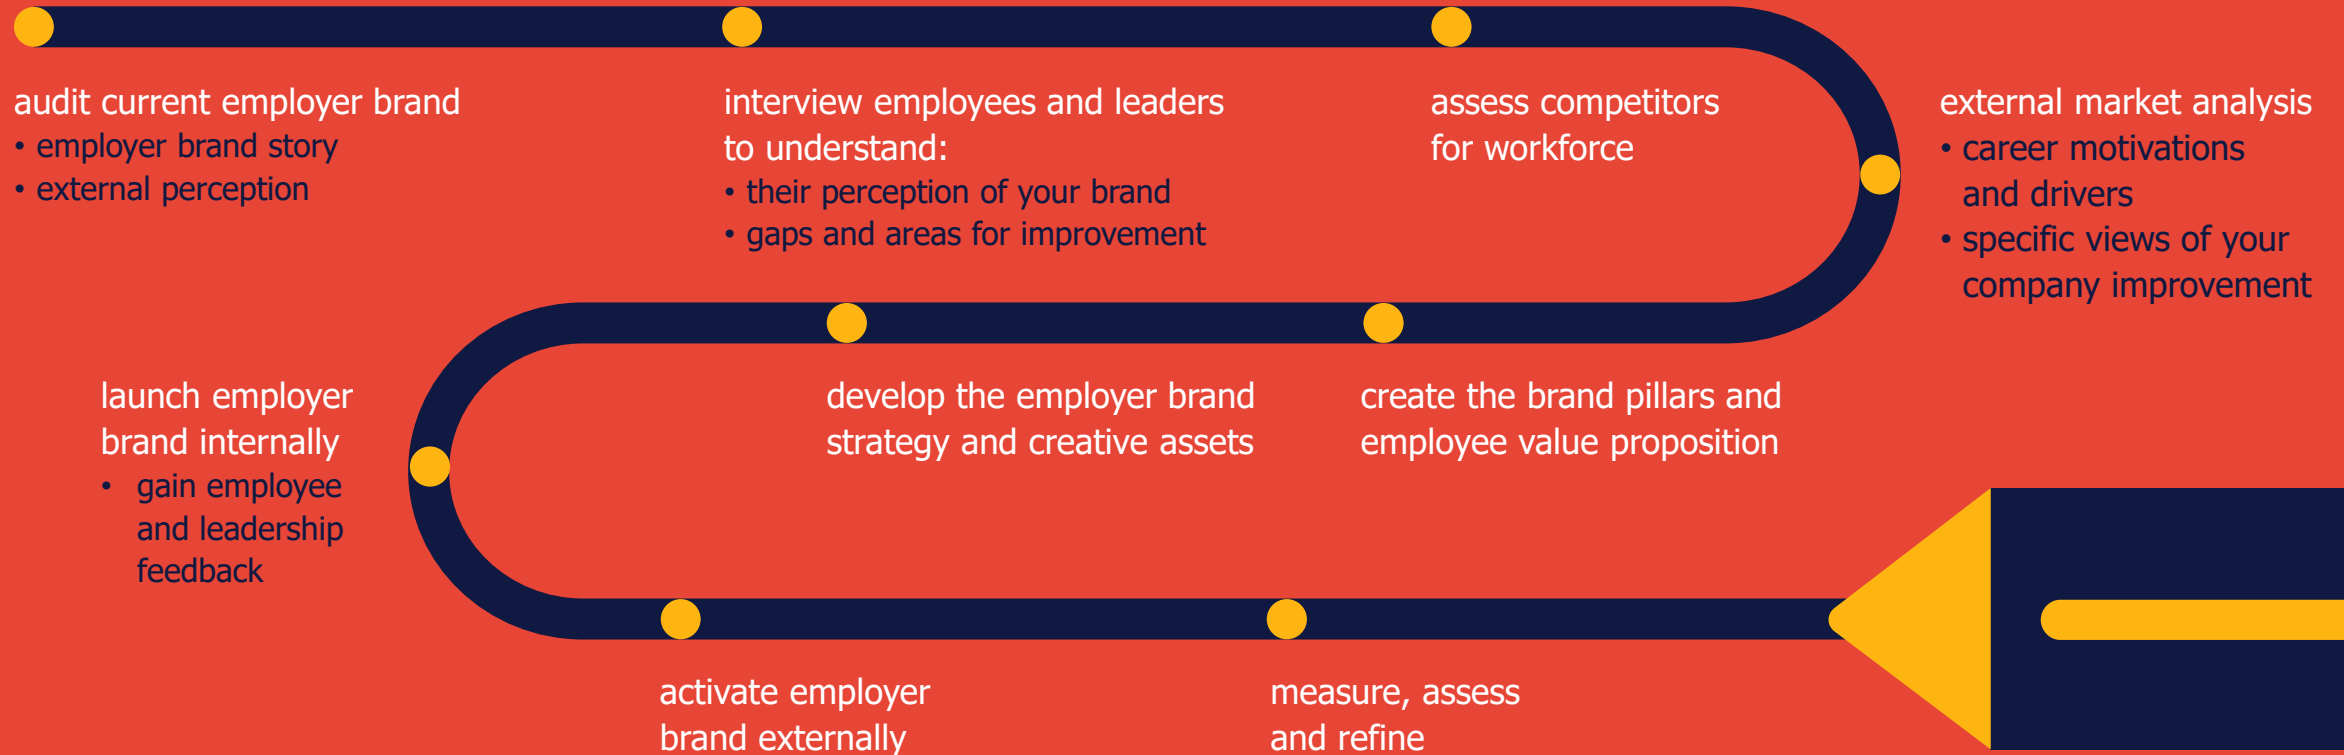 audit current employer brand
• employer brand story
• external perception
interview employees and leaders
to understand:
• their perception of your brand
• gaps and areas for improvement
assess competitors
for workforce
external market analysis
• career motivations
and drivers
• specific views of your
company improvement
create the brand pillars and
employee value proposition
develop the employer brand
strategy and creative assets
launch employer
brand internally
• gain employee
and leadership
feedback
activate employer
brand externally
measure, assess
and refine